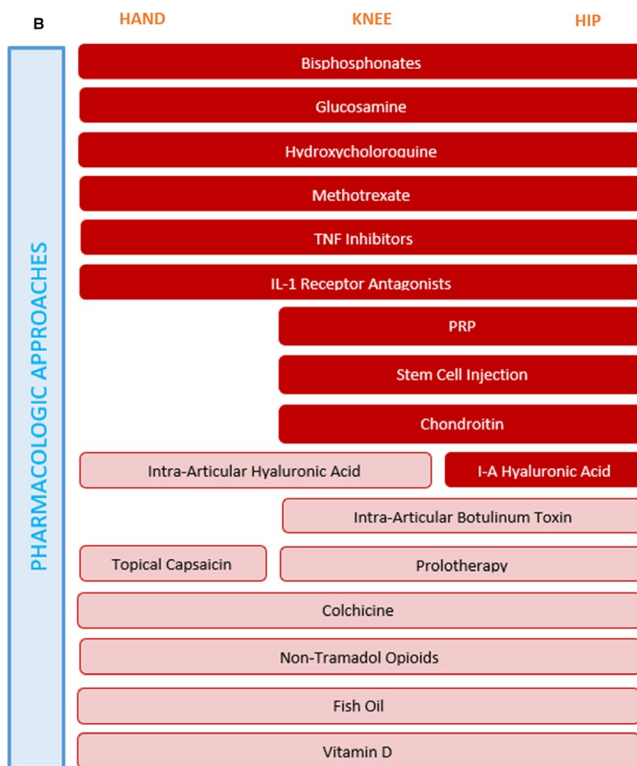 B
HAND KNEE HIP
PHARMACOLOGIC APPROACHES
Bisphosphonates
Glucosamine
Hydroxycholoroquine
Methotrexate
TNF Inhibitors
IL-1 Receptor Antagonists
PRP
Stem Cell Injection
Chondroitin
Intra-Articular Hyaluronic Acid I-A Hyaluronic Acid
Intra-Articular Botulinum Toxin
Topical Capsaicin Prolotherapy
Colchicine
Non-Tramadol Opioids
Fish Oil
Vitamin D